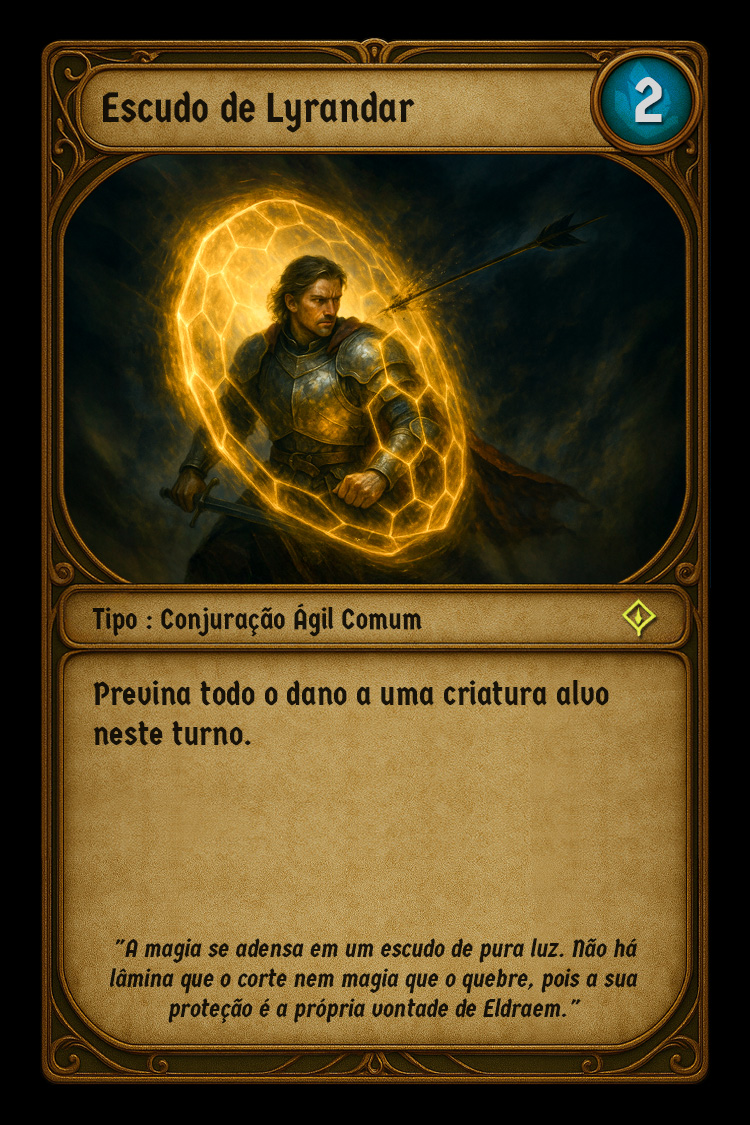 Escudo de Lyrandar
2
Tipo : Conjuração Ágil Comum
Previna todo o dano a uma criatura alvo
neste turno.
"A magia se adensa em um escudo de pura luz. Não há
lâmina que o corte nem magia que o quebre, pois a sua
proteção é a própria vontade de Eldraem."